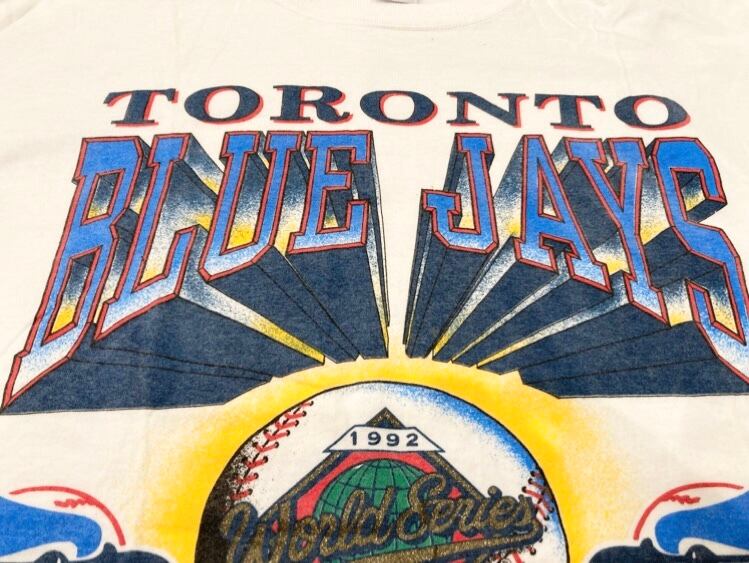 TORONTO
BLUE JAYS
1992
World Series